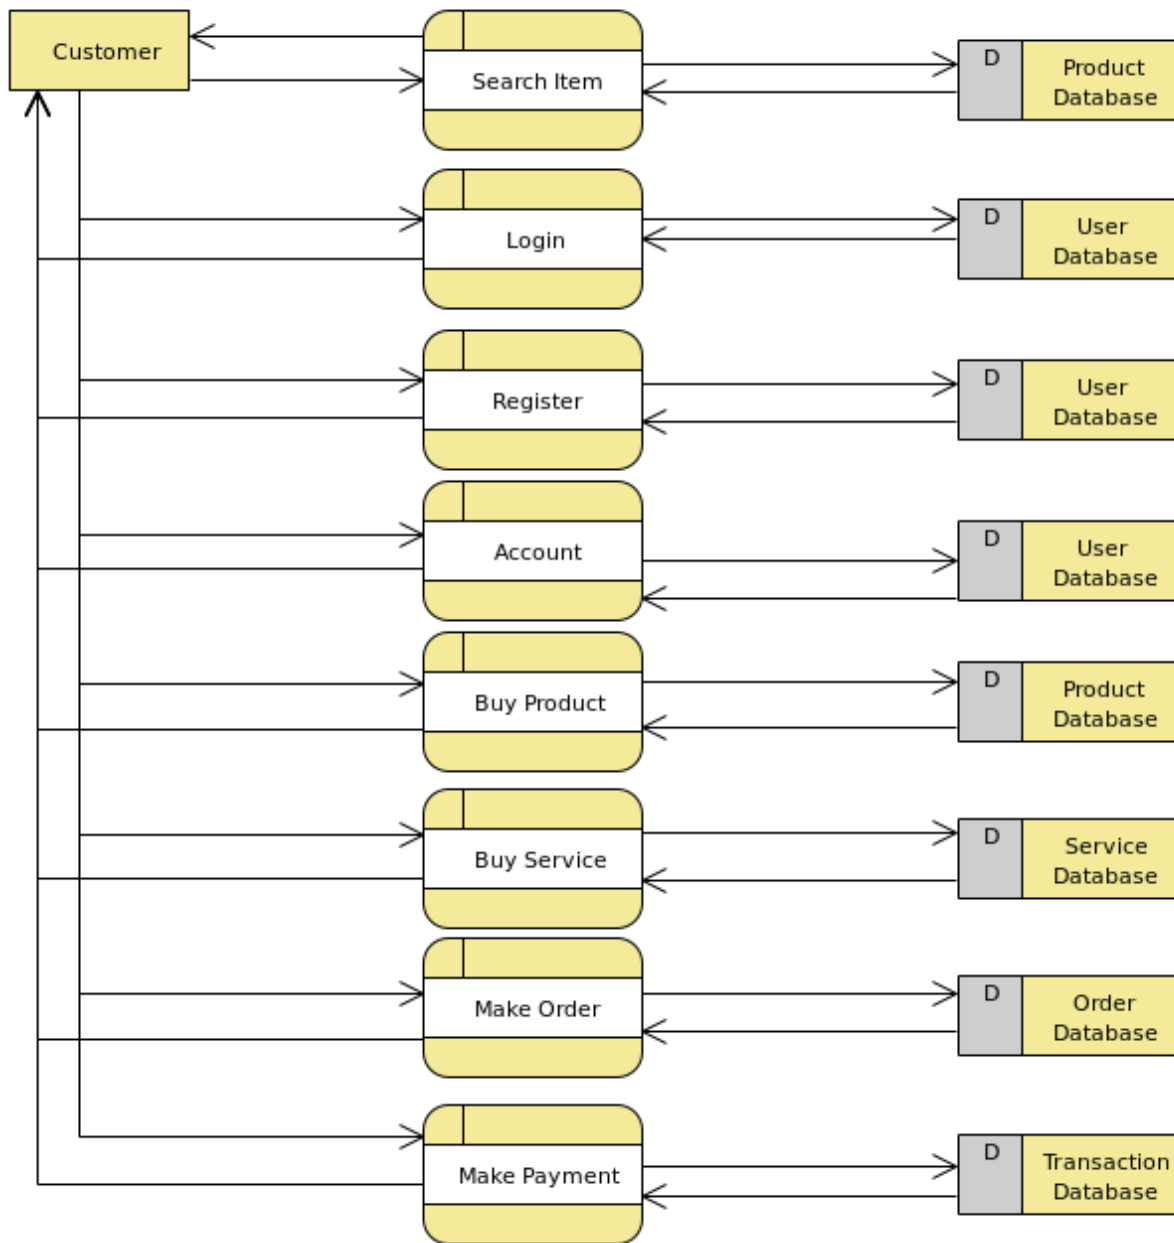 Customer
Search Item
D
Product
Database
Login
D
User
Database
Register
D
User
Database
Account
D
User
Database
Buy Product
D
Product
Database
Buy Service
D
Service
Database
Make Order
D
Order
Database
Make Payment
D
Transaction
Database